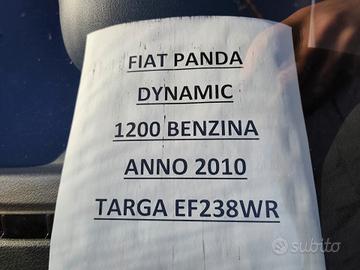 FIAT PANDA
DYNAMIC
1200 BENZINA
ANNO 2010
TARGA EF238WR
subito